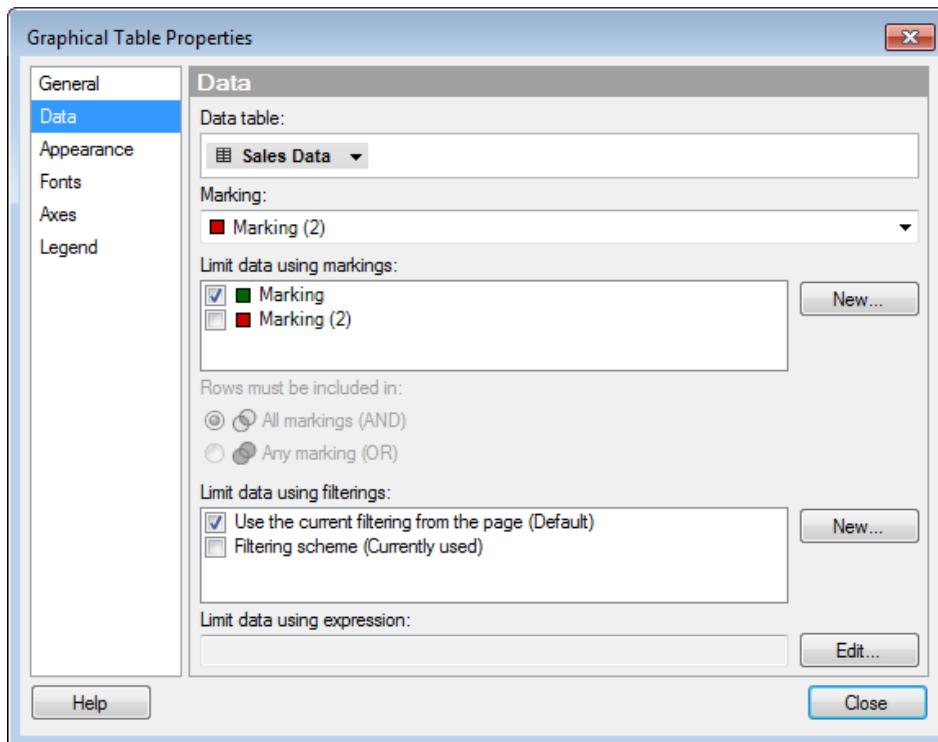 Graphical Table Properties
General
Data
Appearance
Fonts
Axes
Legend
Data
Data table:
Sales Data
Marking:
Marking (2)
Limit data using markings:
Marking
Marking (2)
New...
Rows must be included in:
All markings (AND)
Any marking (OR)
Limit data using filterings:
Use the current filtering from the page (Default)
Filtering scheme (Currently used)
New...
Limit data using expression:
Edit...
Help
Close